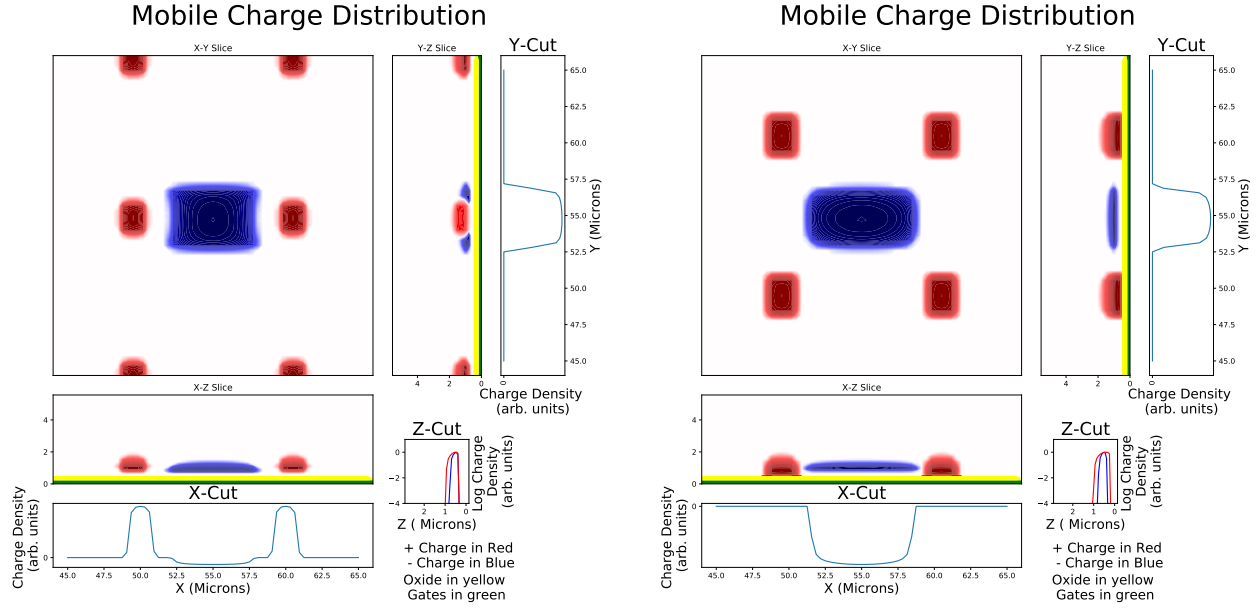 Mobile Charge Distribution
X-Y Slice
Y-Z Slice
Y-Cut
65.0
62.5
60.0
57.5
55.0
52.5
50.0
47.5
45.0
Y (Microns)
4
2
0
0
Charge Density
(arb. units)
X-Z Slice
4
2
0
Z-Cut
0
−2
−4
Log Charge
Density
(arb. units)
2
0
Z ( Microns)
X-Cut
Charge Density
(arb. units)
0
45.0
47.5
50.0
52.5
55.0
57.5
60.0
62.5
65.0
X (Microns)
+ Charge in Red
- Charge in Blue
Oxide in yellow
Gates in green
Mobile Charge Distribution
X-Y Slice
Y-Z Slice
Y-Cut
65.0
62.5
60.0
57.5
55.0
52.5
50.0
47.5
45.0
Y (Microns)
4
2
0
0
Charge Density
(arb. units)
X-Z Slice
4
2
0
Z-Cut
0
−2
−4
Log Charge
Density
(arb. units)
2
0
Z ( Microns)
X-Cut
Charge Density
(arb. units)
0
45.0
47.5
50.0
52.5
55.0
57.5
60.0
62.5
65.0
X (Microns)
+ Charge in Red
- Charge in Blue
Oxide in yellow
Gates in green